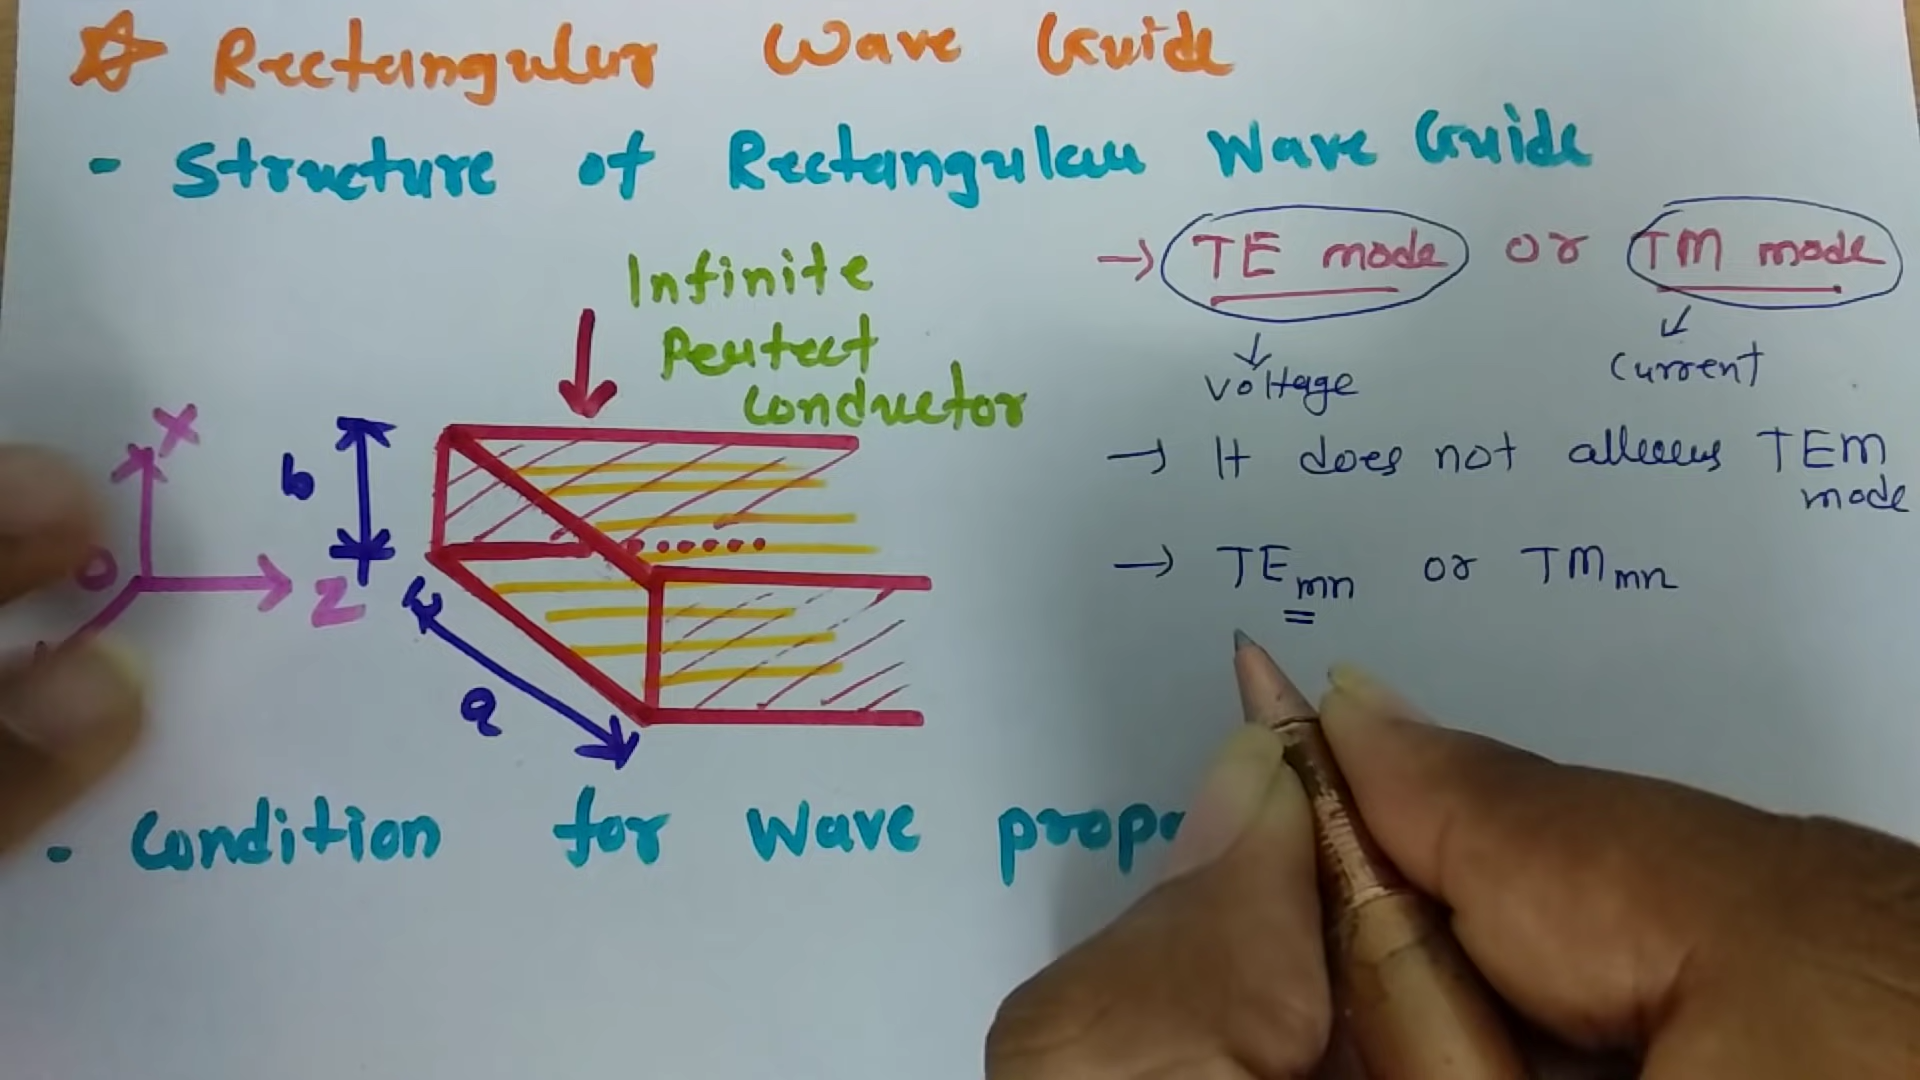 Rectangular Wave Guide
- Structure of Rectangular Wave Guide
Infinite
Perfect
Conductor
X
O
Z
b
a
→ TE mode or TM mode
Voltage
Current
→ It does not allows TEM
mode
→ TEmn or TMmn
• Condition for Wave propa